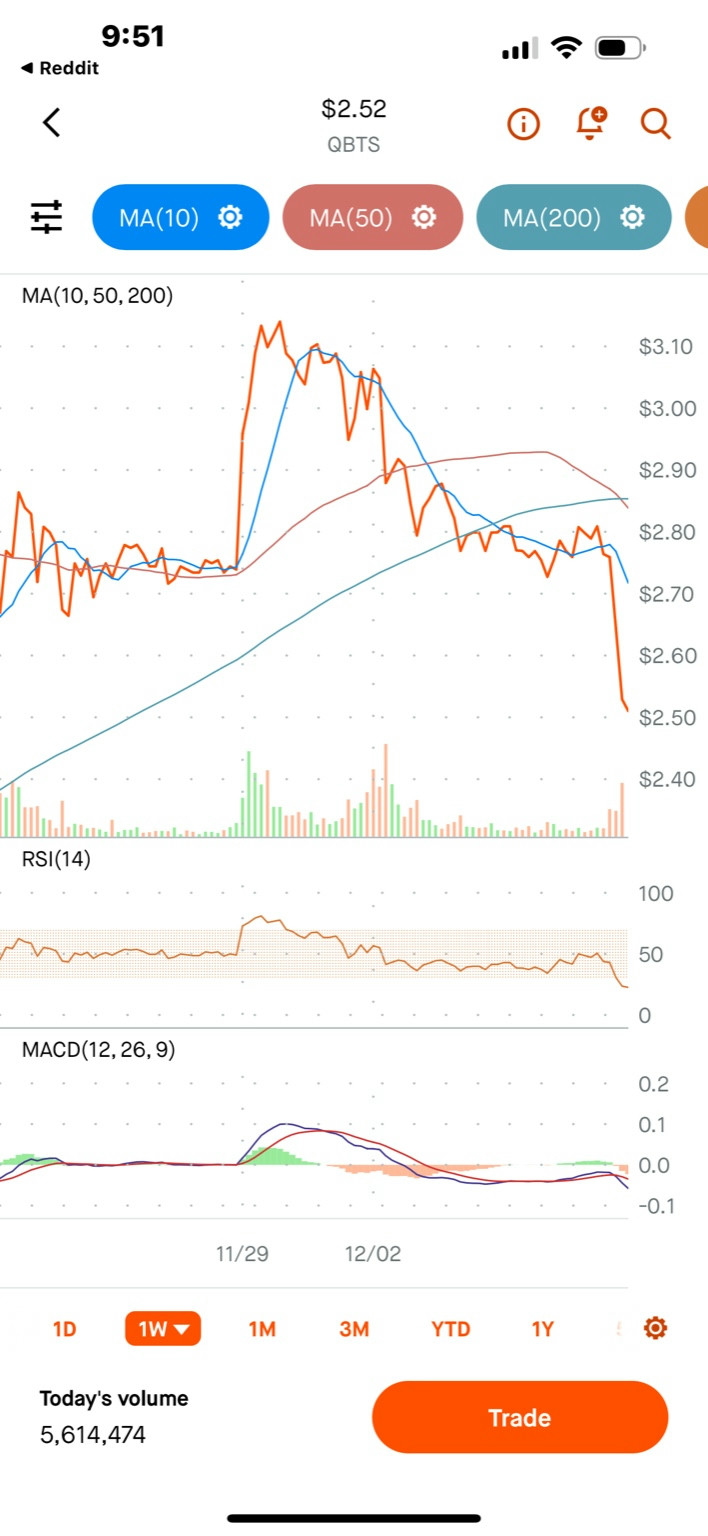 9:51
◀ Reddit
$2.52
QBTS
MA(10) MA(50) MA(200)
MA(10, 50, 200)
$3.10
$3.00
$2.90
$2.80
$2.70
$2.60
$2.50
$2.40
RSI(14)
100
50
0
MACD(12, 26, 9)
0.2
0.1
0.0
-0.1
11/29 12/02
1D 1W 1M 3M YTD 1Y
Today's volume
5,614,474
Trade